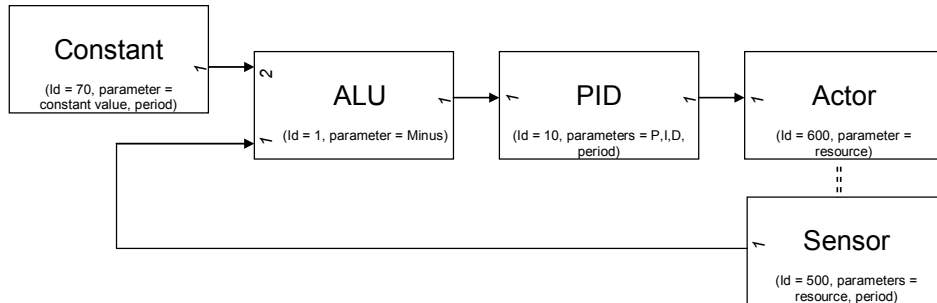 Constant
1
(Id = 70, parameter =
constant value, period)
2
ALU
1
(Id = 1, parameter = Minus)
1
1
PID
1
(Id = 10, parameters = P,I,D,
period)
1
Actor
(Id = 600, parameter =
resource)
1
Sensor
(Id = 500, parameters =
resource, period)